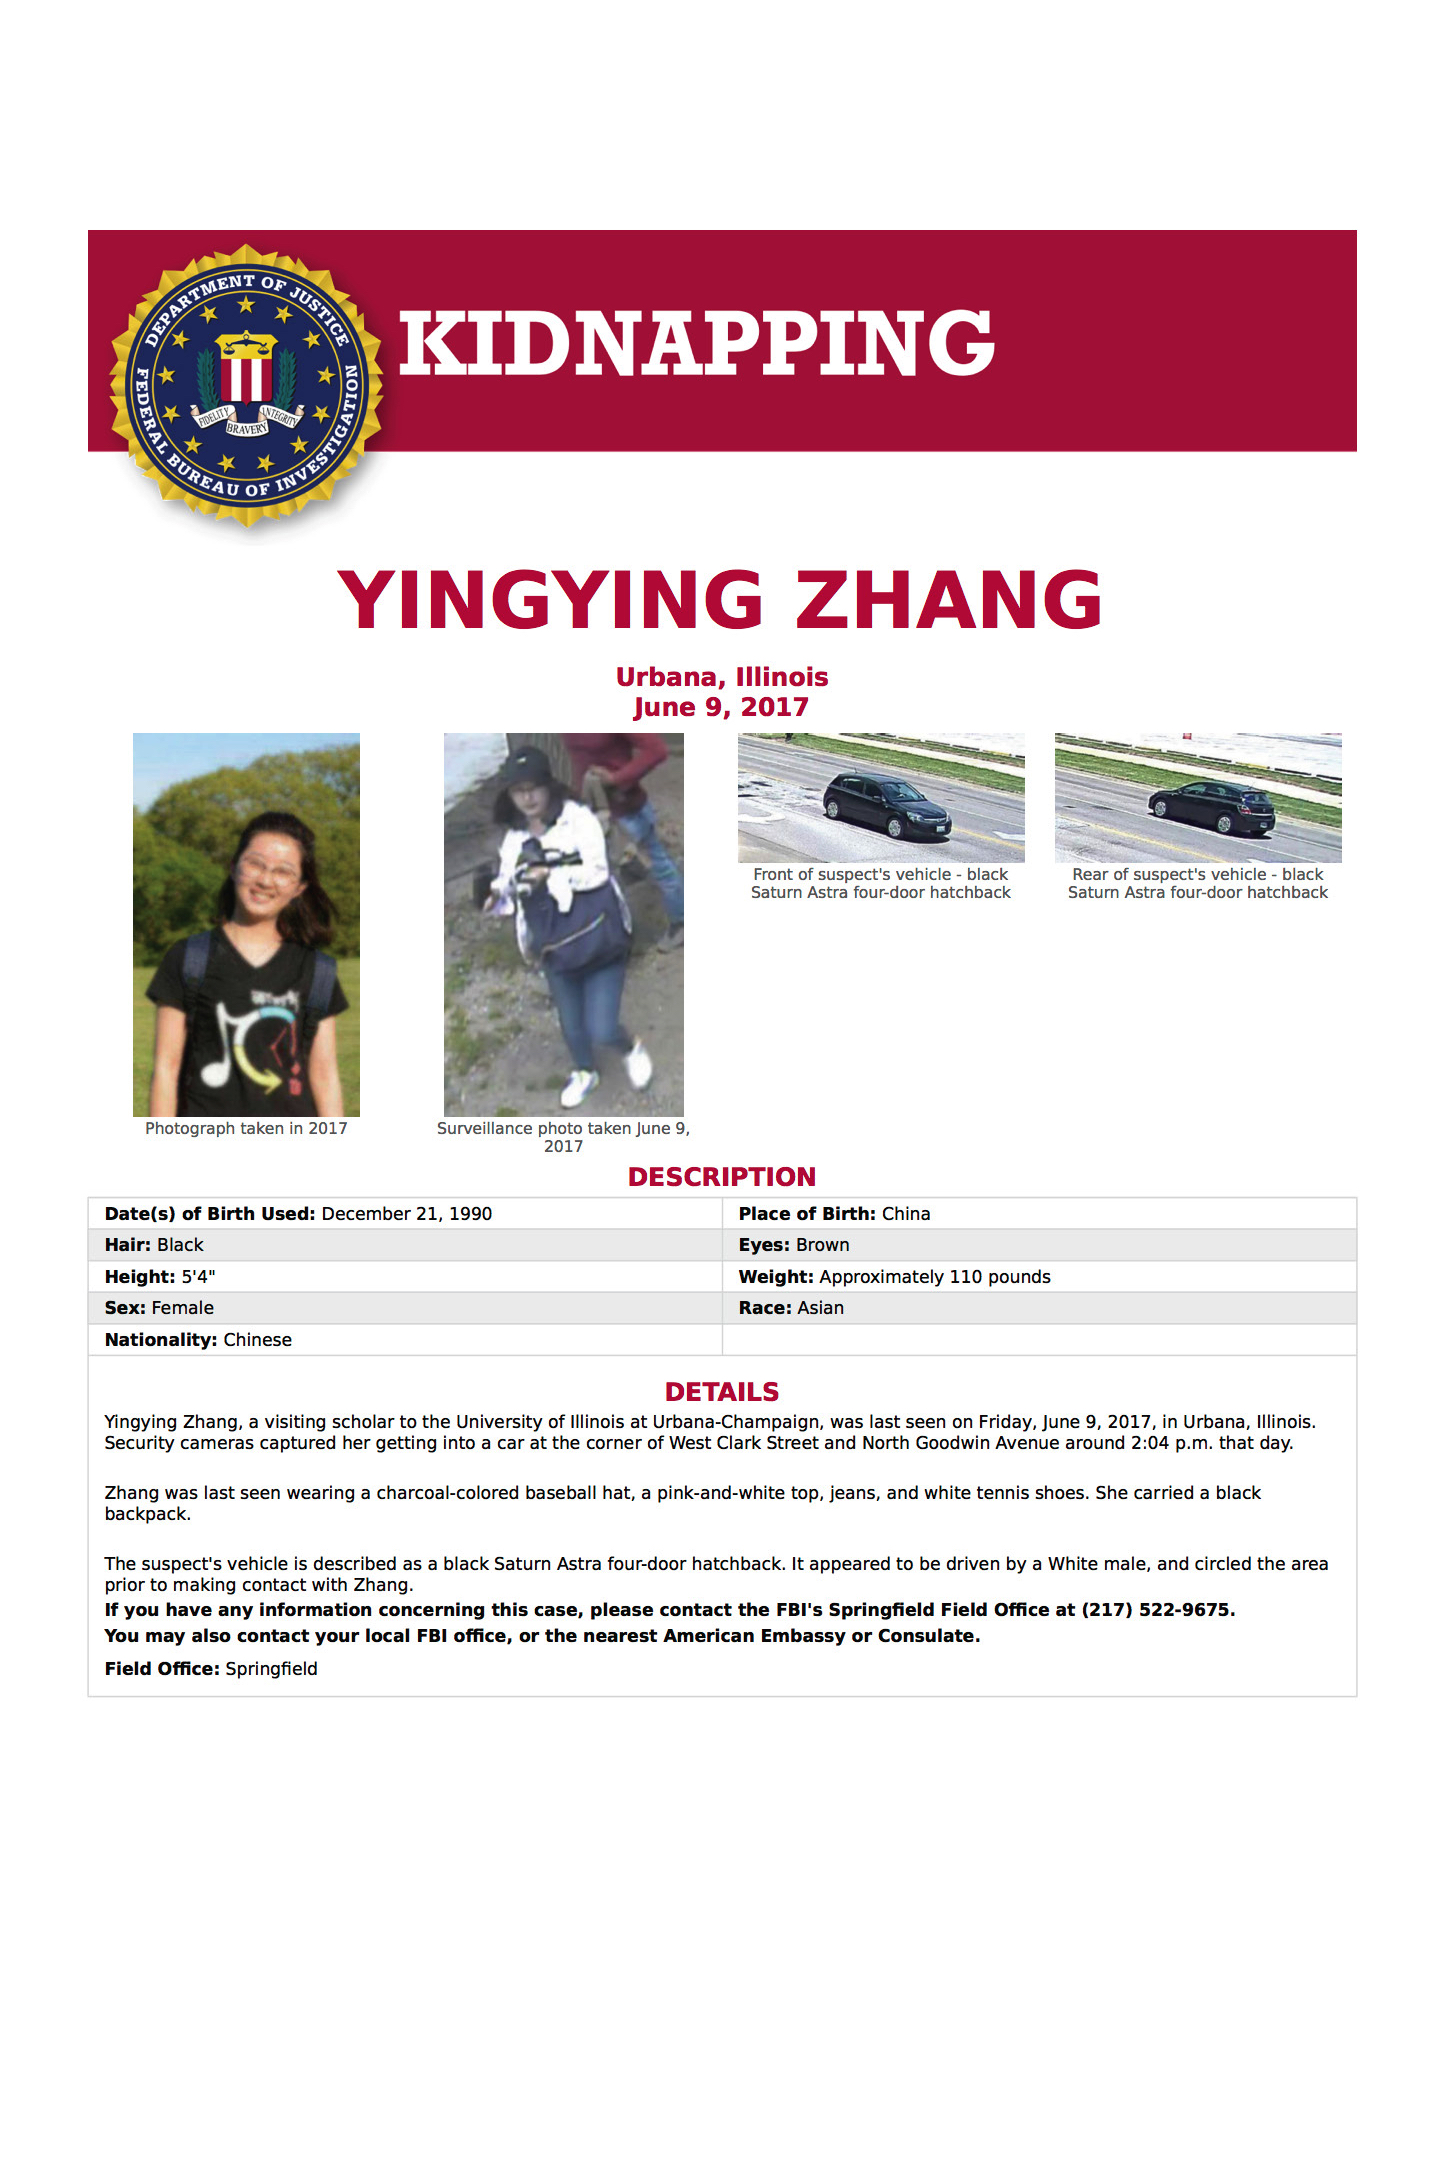 DEPARTMENT OF JUSTICE
FEDERAL BUREAU OF INVESTIGATION
FIDELITY
BRAVERY
INTEGRITY
KIDNAPPING
YINGYING ZHANG
Urbana, Illinois
June 9, 2017
Photograph taken in 2017
Surveillance photo taken June 9,
2017
Front of suspect's vehicle - black
Saturn Astra four-door hatchback
Rear of suspect's vehicle - black
Saturn Astra four-door hatchback
DESCRIPTION
Date(s) of Birth Used: December 21, 1990
Place of Birth: China
Hair: Black
Eyes: Brown
Height: 5'4"
Weight: Approximately 110 pounds
Sex: Female
Race: Asian
Nationality: Chinese
DETAILS
Yingying Zhang, a visiting scholar to the University of Illinois at Urbana-Champaign, was last seen on Friday, June 9, 2017, in Urbana, Illinois.
Security cameras captured her getting into a car at the corner of West Clark Street and North Goodwin Avenue around 2:04 p.m. that day.
Zhang was last seen wearing a charcoal-colored baseball hat, a pink-and-white top, jeans, and white tennis shoes. She carried a black
backpack.
The suspect's vehicle is described as a black Saturn Astra four-door hatchback. It appeared to be driven by a White male, and circled the area
prior to making contact with Zhang.
If you have any information concerning this case, please contact the FBI's Springfield Field Office at (217) 522-9675.
You may also contact your local FBI office, or the nearest American Embassy or Consulate.
Field Office: Springfield